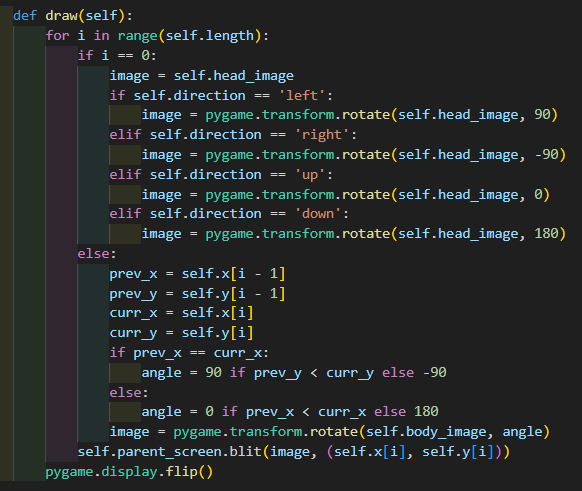 def draw(self):
    for i in range(self.length):
        if i == 0:
            image = self.head_image
            if self.direction == 'left':
                image = pygame.transform.rotate(self.head_image, 90)
            elif self.direction == 'right':
                image = pygame.transform.rotate(self.head_image, -90)
            elif self.direction == 'up':
                image = pygame.transform.rotate(self.head_image, 0)
            elif self.direction == 'down':
                image = pygame.transform.rotate(self.head_image, 180)
        else:
            prev_x = self.x[i - 1]
            prev_y = self.y[i - 1]
            curr_x = self.x[i]
            curr_y = self.y[i]
            if prev_x == curr_x:
                angle = 90 if prev_y < curr_y else -90
            else:
                angle = 0 if prev_x < curr_x else 180
            image = pygame.transform.rotate(self.body_image, angle)
        self.parent_screen.blit(image, (self.x[i], self.y[i]))
    pygame.display.flip()